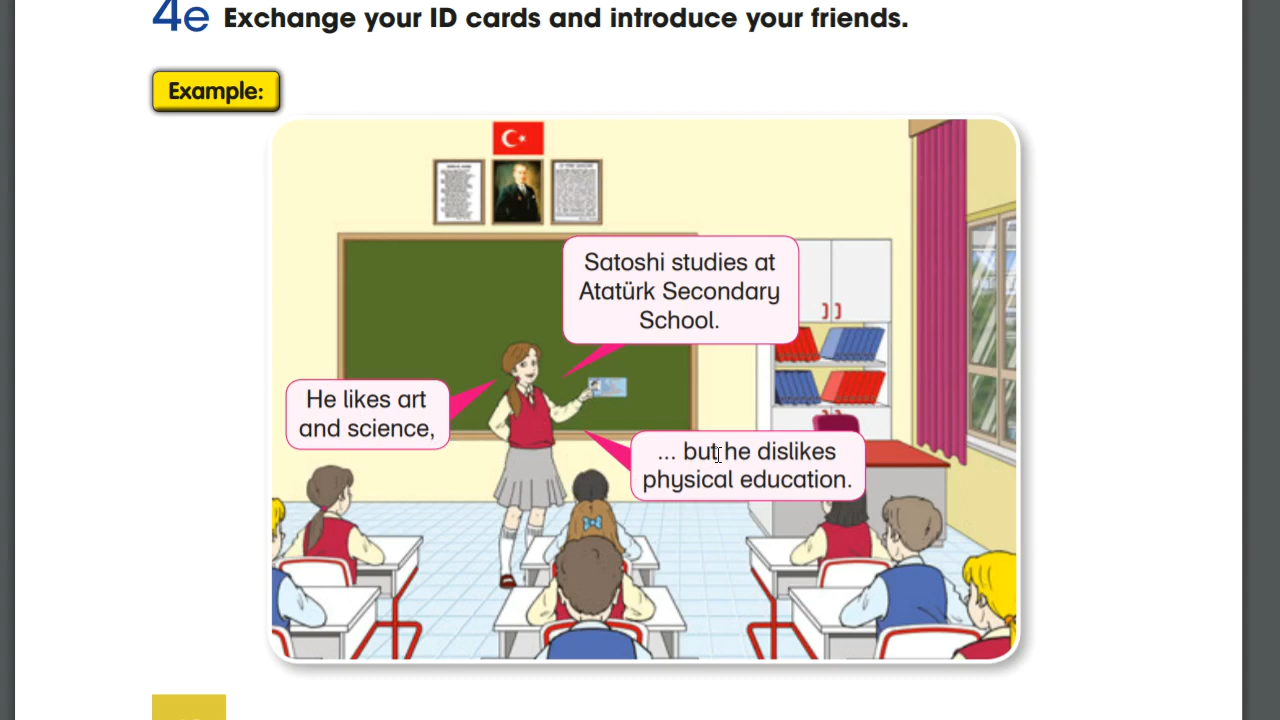 4e Exchange your ID cards and introduce your friends.
Example:
Satoshi studies at
Atatürk Secondary
School.
He likes art
and science,
... but he dislikes
physical education.